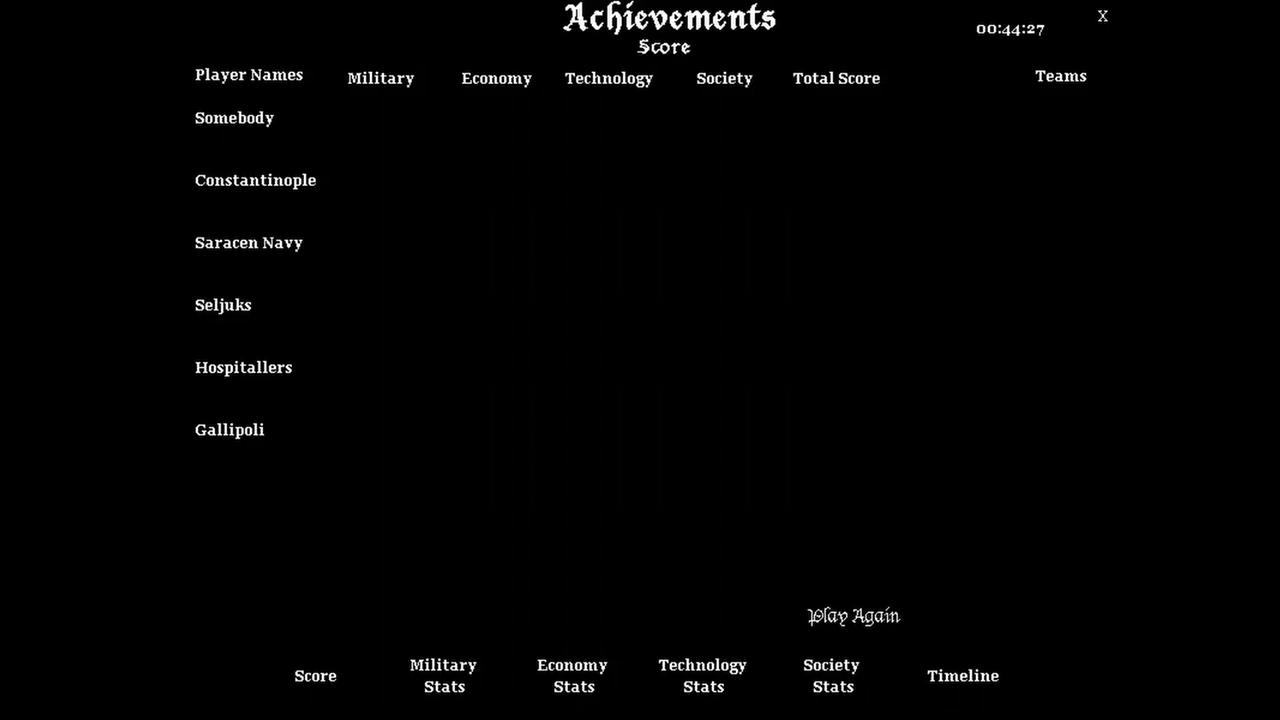 Achievements
Score
00:44:27
X
Player Names Military Economy Technology Society Total Score Teams
Somebody
Constantinople
Saracen Navy
Seljuks
Hospitallers
Gallipoli
Play Again
Score
Military
Stats
Economy
Stats
Technology
Stats
Society
Stats
Timeline